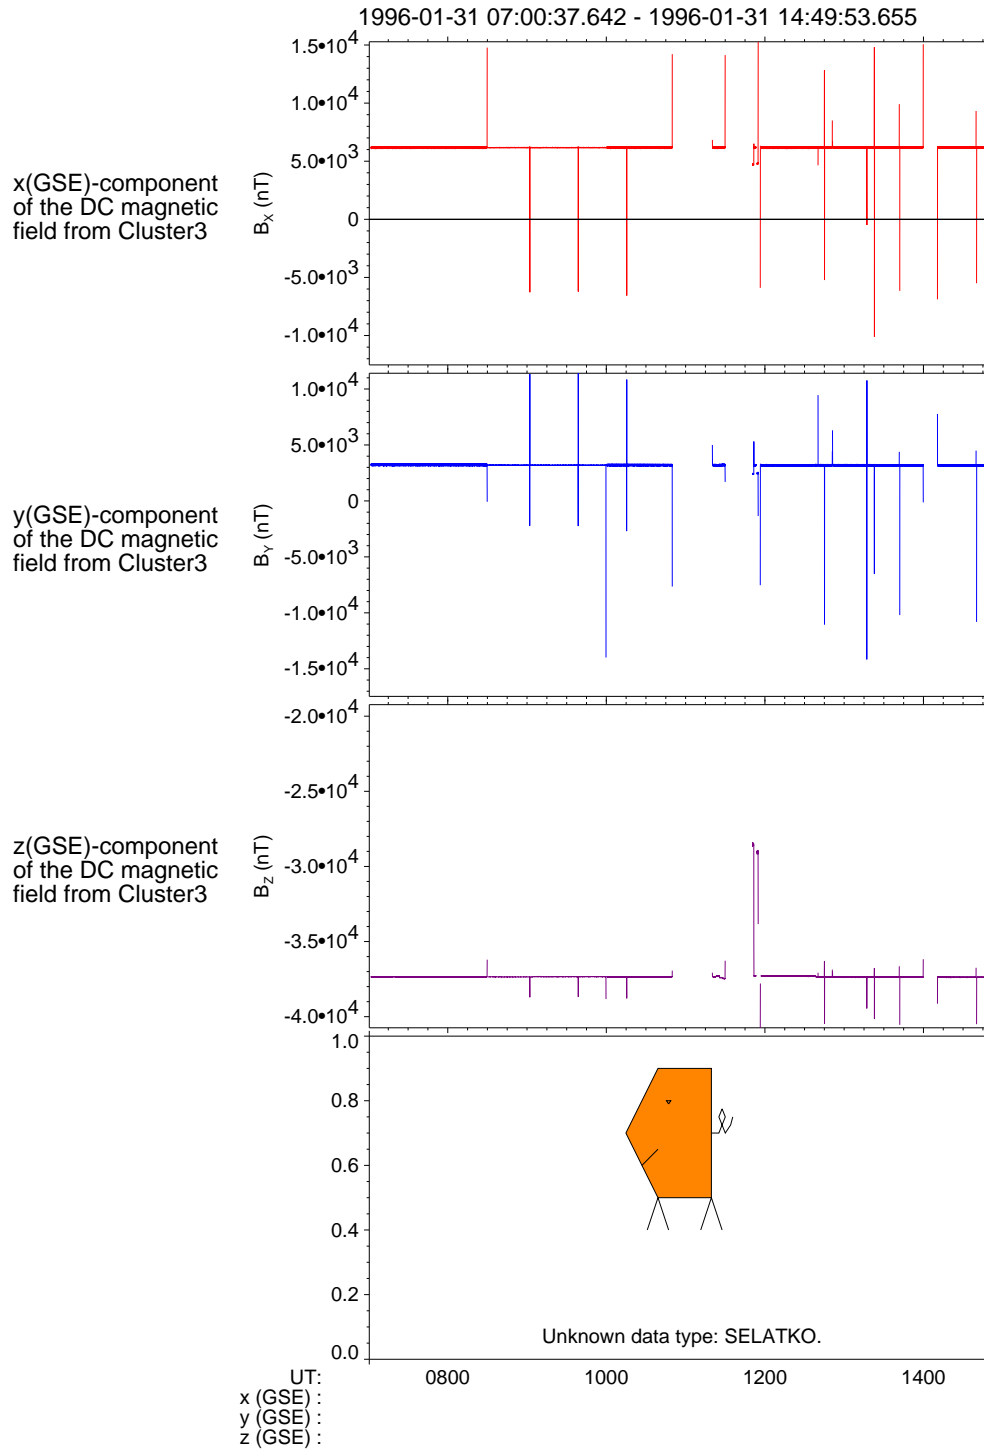 1996-01-31 07:00:37.642 - 1996-01-31 14:49:53.655
x(GSE)-component
of the DC magnetic
field from Cluster3
B_X (nT)
1.5•10^4
1.0•10^4
5.0•10^3
0
-5.0•10^3
-1.0•10^4
y(GSE)-component
of the DC magnetic
field from Cluster3
B_Y (nT)
1.0•10^4
5.0•10^3
0
-5.0•10^3
-1.0•10^4
-1.5•10^4
z(GSE)-component
of the DC magnetic
field from Cluster3
B_Z (nT)
-2.0•10^4
-2.5•10^4
-3.0•10^4
-3.5•10^4
-4.0•10^4
1.0
0.8
0.6
0.4
0.2
0.0
Unknown data type: SELATKO.
UT: 0800 1000 1200 1400
x (GSE) :
y (GSE) :
z (GSE) :